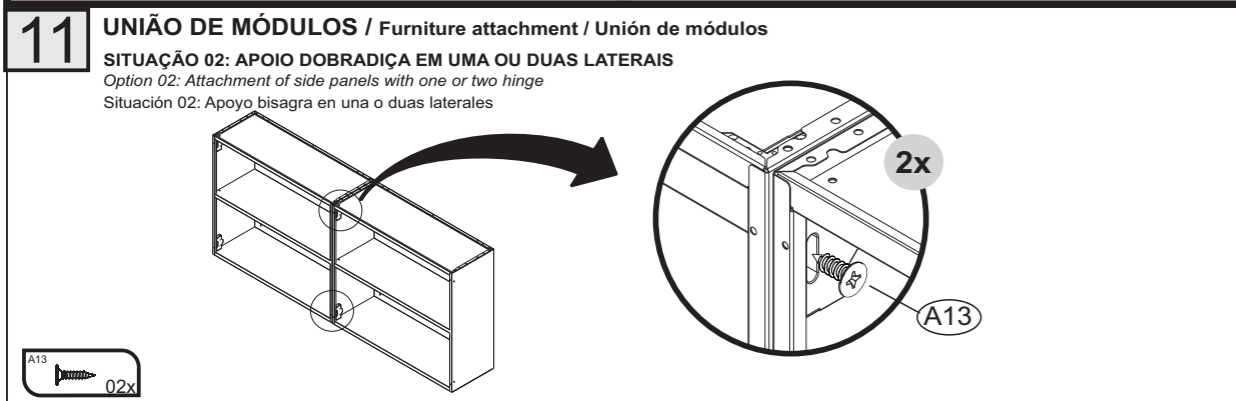 11
UNIÃO DE MÓDULOS / Furniture attachment / Unión de módulos
SITUAÇÃO 02: APOIO DOBRADIÇA EM UMA OU DUAS LATERAIS
Option 02: Attachment of side panels with one or two hinge
Situación 02: Apoyo bisagra en una o duas laterales
2x
A13
A13
02x